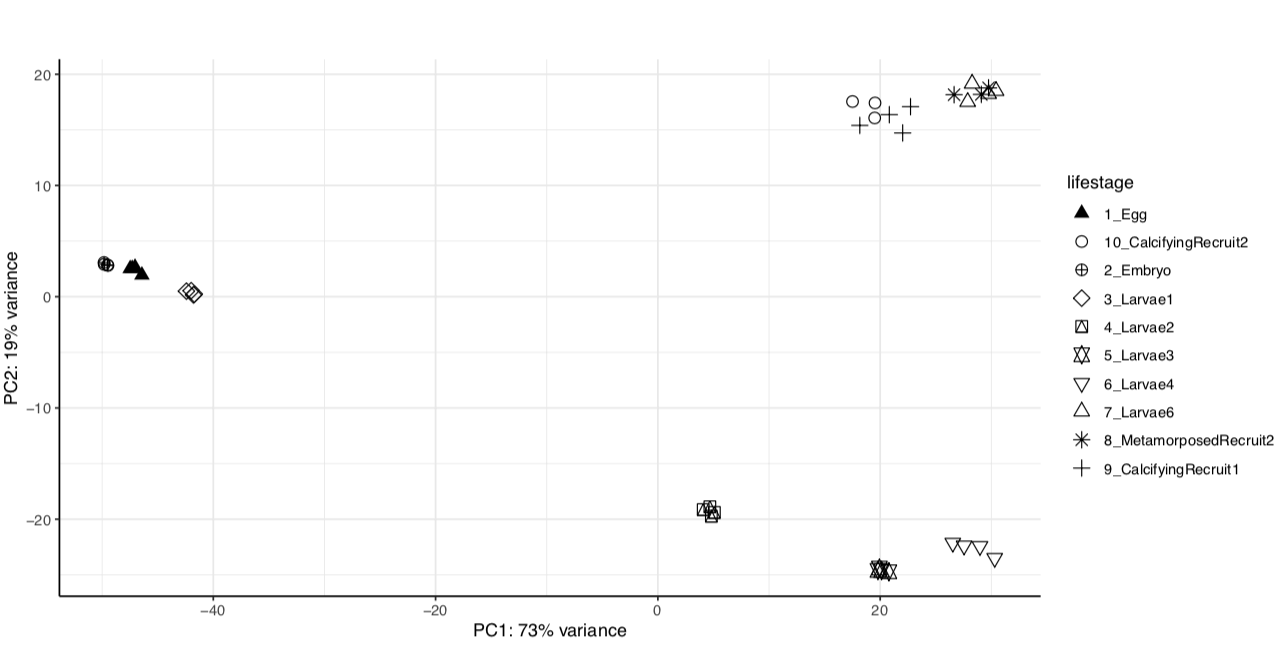 20
10
0
−10
−20
PC2: 19% variance
−40
−20
0
20
PC1: 73% variance
lifestage
1_Egg
10_CalcifyingRecruit2
2_Embryo
3_Larvae1
4_Larvae2
5_Larvae3
6_Larvae4
7_Larvae6
8_MetamorposedRecruit2
9_CalcifyingRecruit1